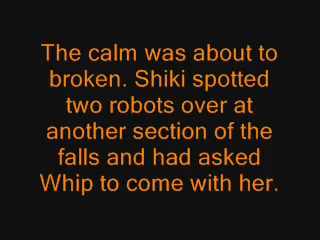 The calm was about to
broken. Shiki spotted
two robots over at
another section of the
falls and had asked
Whip to come with her.